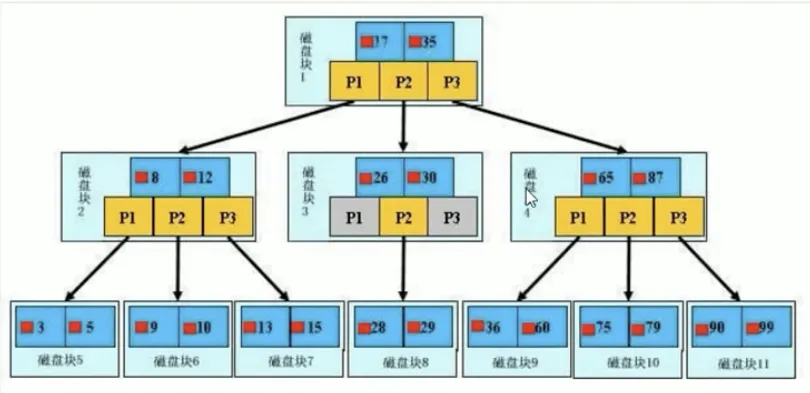 磁盘块1
17 35
P1 P2 P3
磁盘块2
8 12
P1 P2 P3
磁盘块3
26 30
P1 P2 P3
磁盘块4
65 87
P1 P2 P3
3 5
磁盘块5
9 10
磁盘块6
13 15
磁盘块7
28 29
磁盘块8
36 60
磁盘块9
75 79
磁盘块10
90 99
磁盘块11